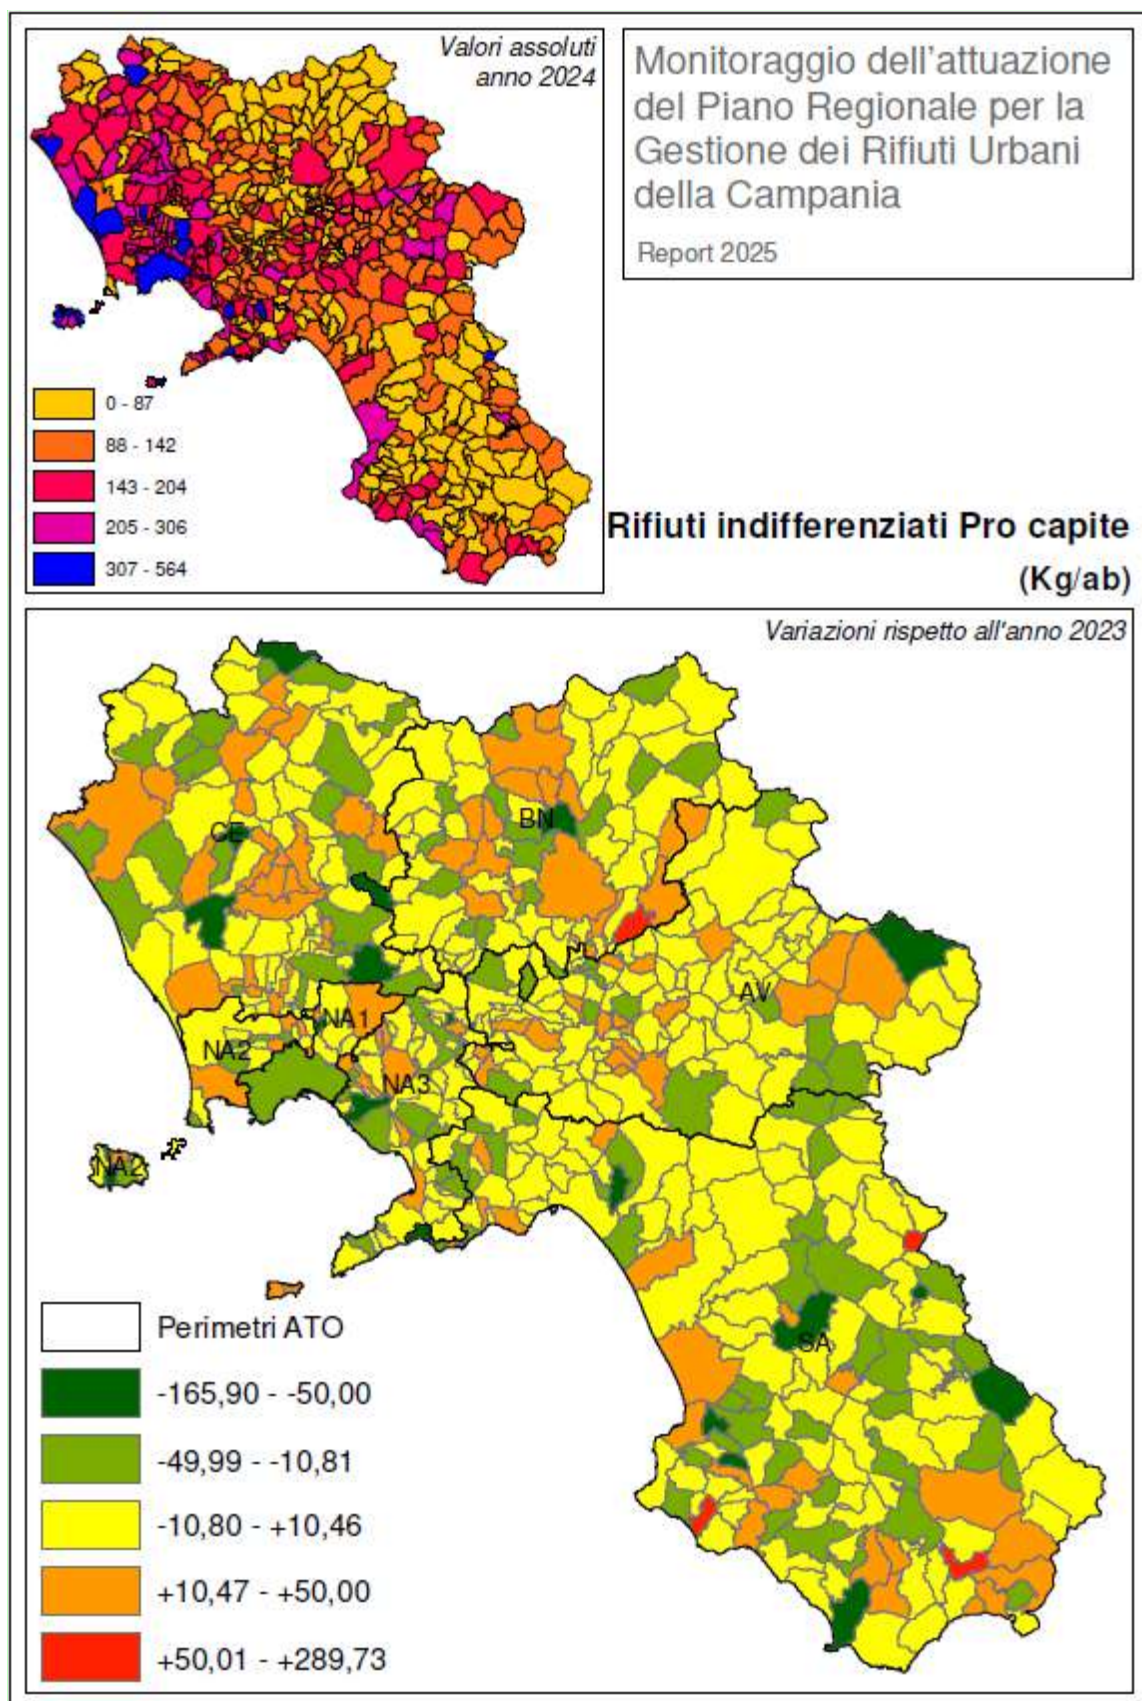 Valori assoluti
anno 2024
0 - 87
88 - 142
143 - 204
205 - 306
307 - 564
Monitoraggio dell'attuazione
del Piano Regionale per la
Gestione dei Rifiuti Urbani
della Campania
Report 2025
Rifiuti indifferenziati Pro capite
(Kg/ab)
Variazioni rispetto all'anno 2023
CE
BN
AV
NA1
NA2
NA3
NA2
SA
Perimetri ATO
-165,90 - -50,00
-49,99 - -10,81
-10,80 - +10,46
+10,47 - +50,00
+50,01 - +289,73